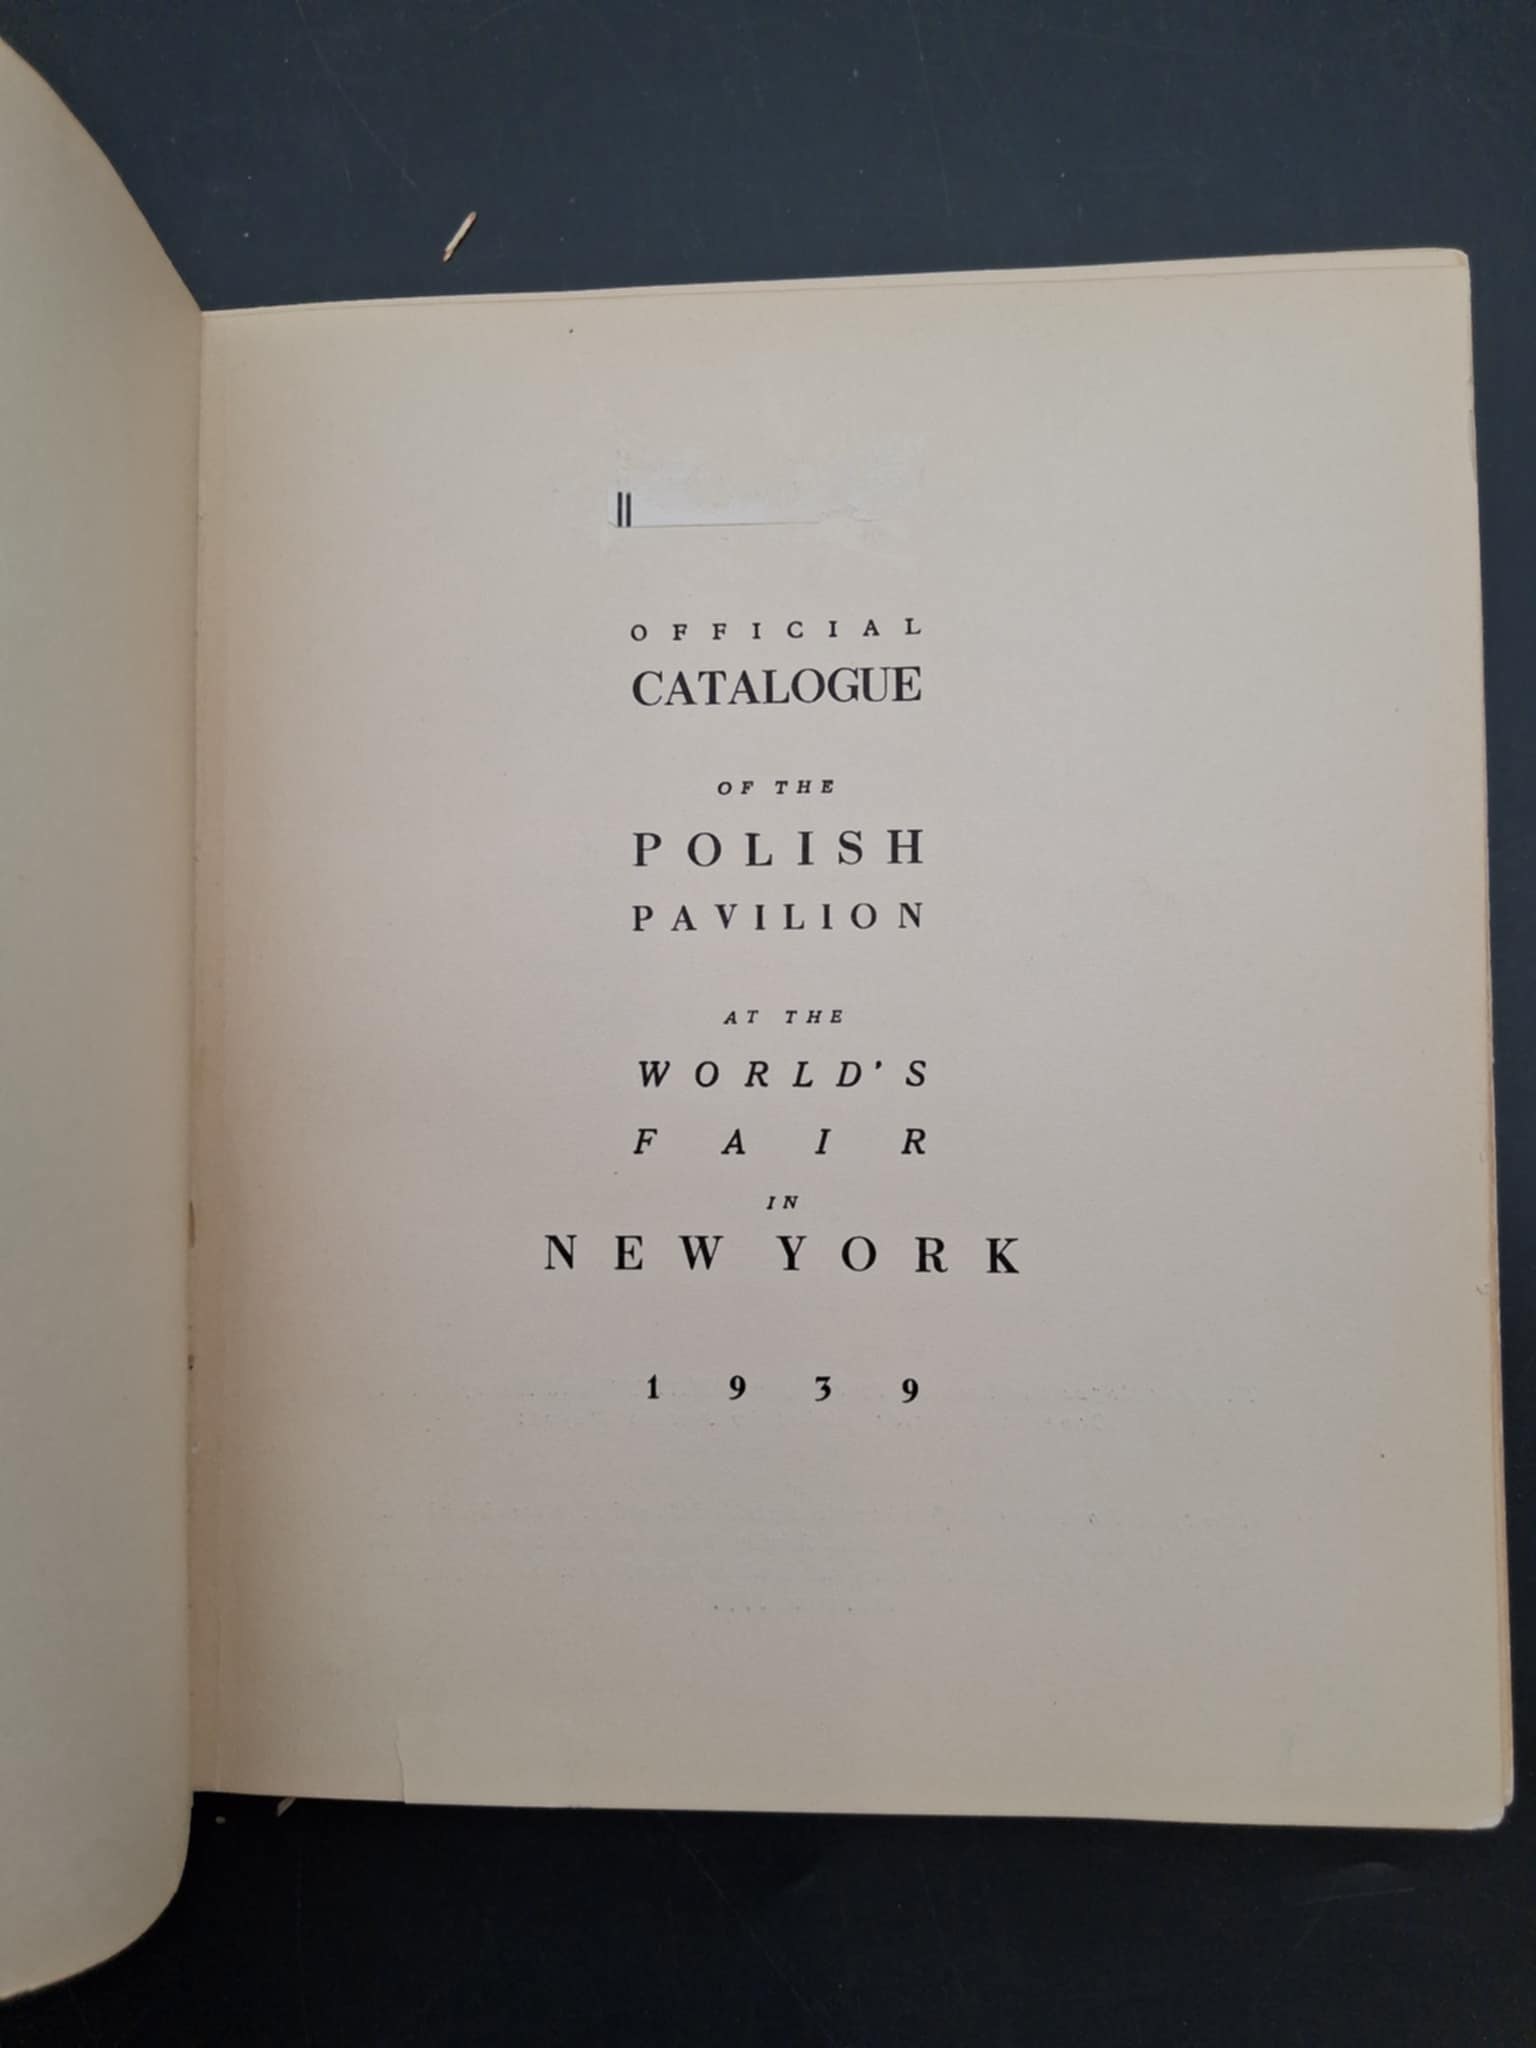 OFFICIAL
CATALOGUE
OF THE
POLISH
PAVILION
AT THE
WORLD'S
FAIR
IN
NEW YORK
1939